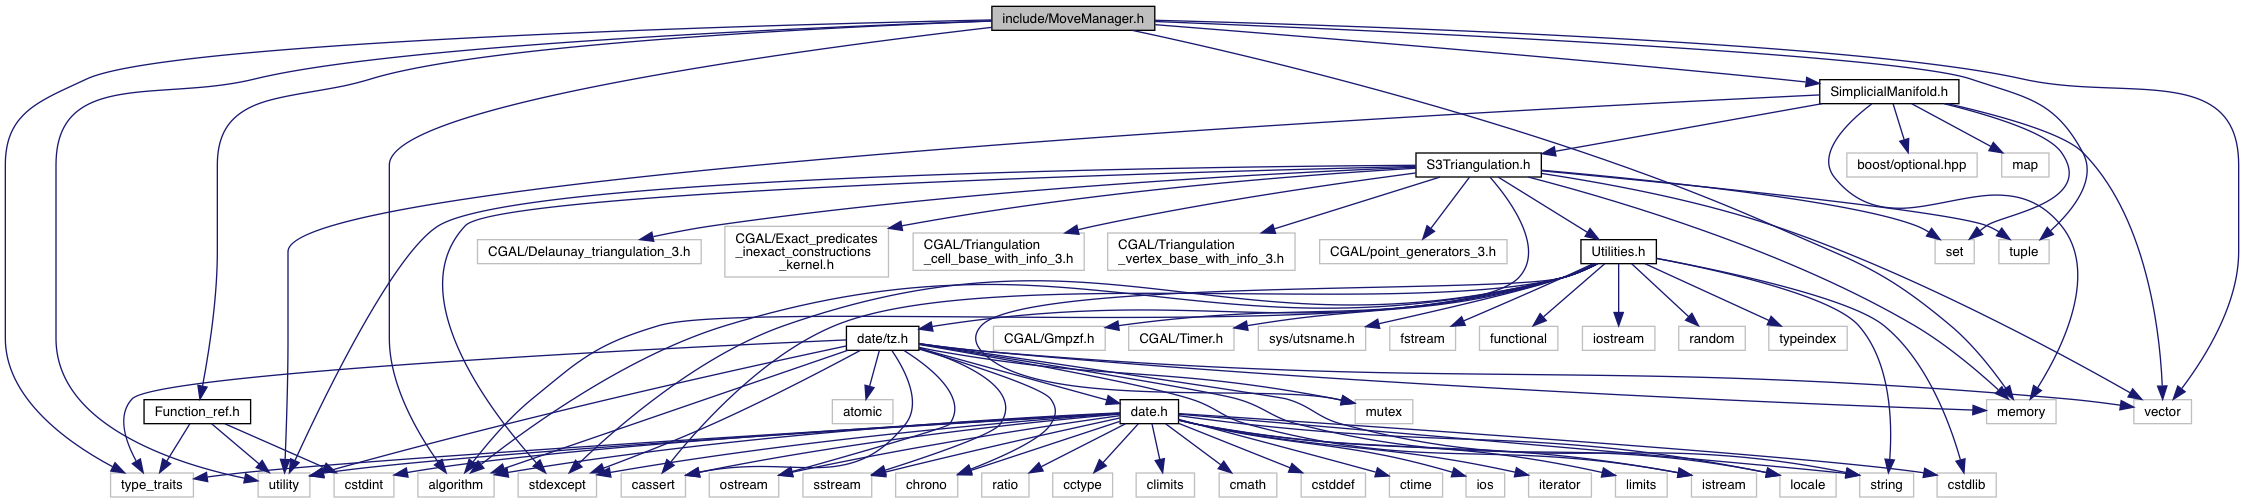 include/MoveManager.h
SimplicialManifold.h
S3Triangulation.h
boost/optional.hpp
map
CGAL/Delaunay_triangulation_3.h
CGAL/Exact_predicates
_inexact_constructions
_kernel.h
CGAL/Triangulation
_cell_base_with_info_3.h
CGAL/Triangulation
_vertex_base_with_info_3.h
CGAL/point_generators_3.h
Utilities.h
set
tuple
date/tz.h
CGAL/Gmpzf.h
CGAL/Timer.h
sys/utsname.h
fstream
functional
iostream
random
typeindex
Function_ref.h
atomic
date.h
mutex
memory
vector
type_traits
utility
cstdint
algorithm
stdexcept
cassert
ostream
sstream
chrono
ratio
cctype
climits
cmath
cstddef
ctime
ios
iterator
limits
istream
locale
string
cstdlib